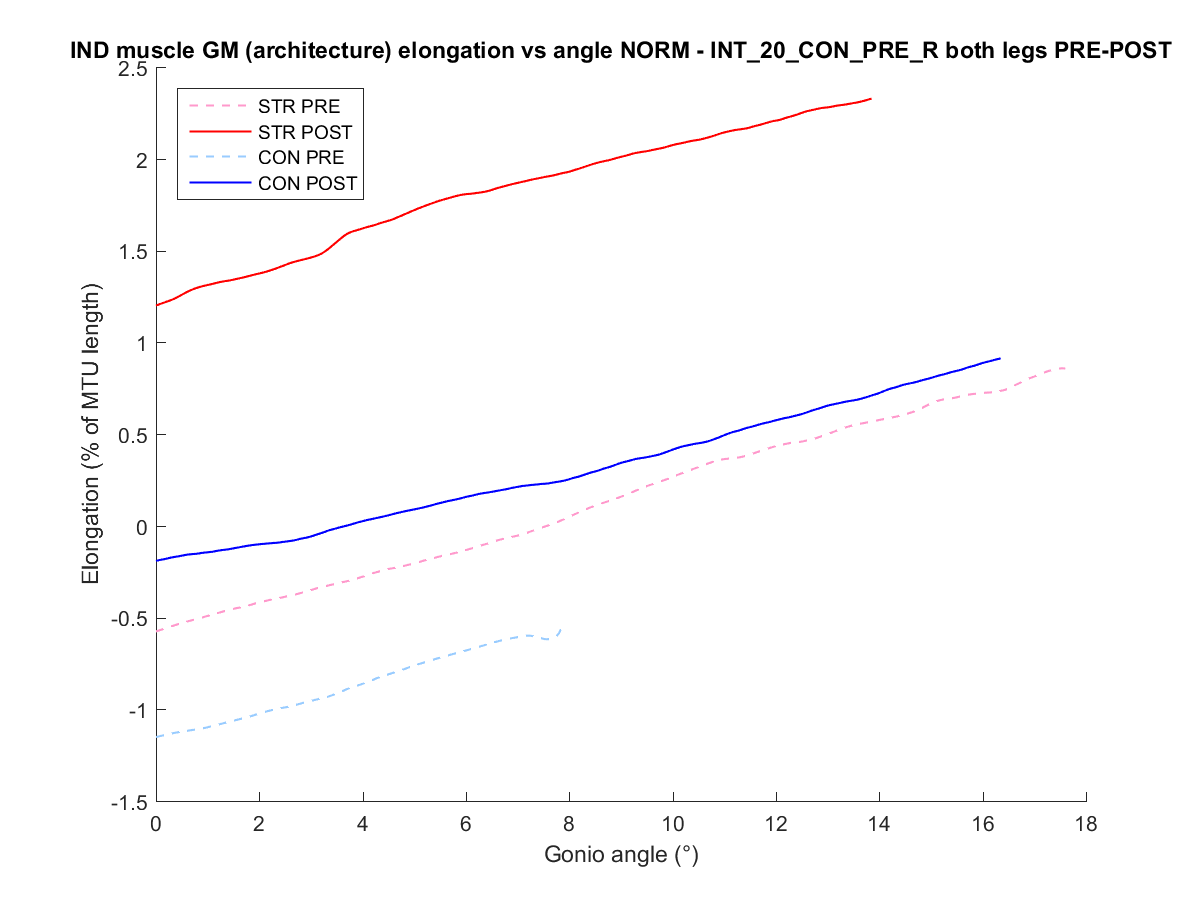 IND muscle GM (architecture) elongation vs angle NORM - INT_20_CON_PRE_R both legs PRE-POST
STR PRE
STR POST
CON PRE
CON POST
2.5
2
1.5
1
0.5
0
-0.5
-1
-1.5
Elongation (% of MTU length)
0 2 4 6 8 10 12 14 16 18
Gonio angle (°)